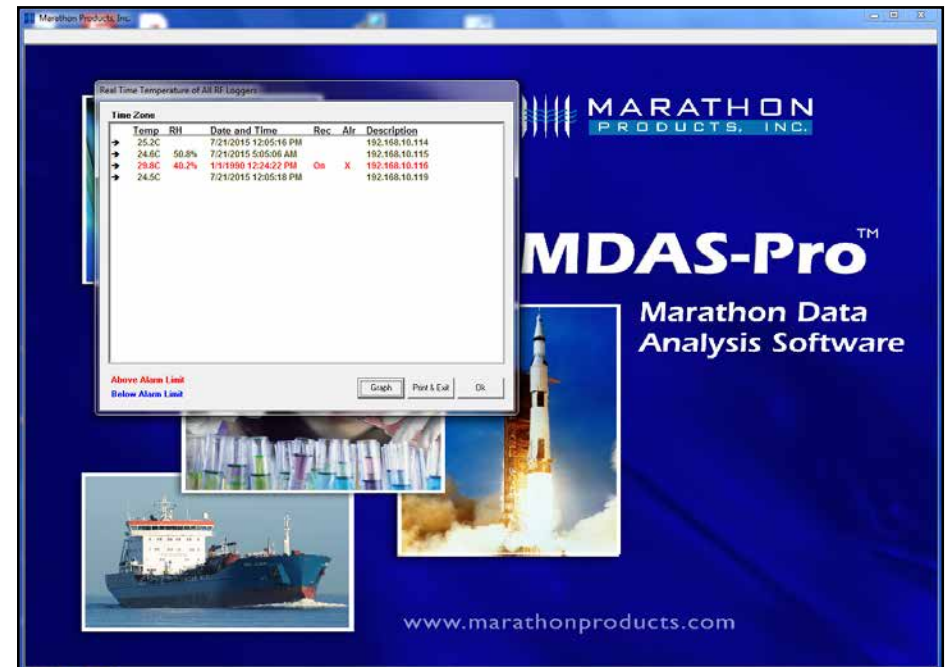 Marathon Products, Inc.
Real Time Temperature of All RF Loggers
Time Zone
Temp RH Date and Time Rec Alr Description
25.2C 7/21/2015 12:05:16 PM 192.168.10.114
24.6C 50.8% 7/21/2015 5:05:06 AM 192.168.10.115
29.8C 40.2% 1/1/1990 12:24:22 PM On X 192.168.10.116
24.5C 7/21/2015 12:05:18 PM 192.168.10.119
Above Alarm Limit
Below Alarm Limit
Graph Print & Exit Ok
MARATHON
PRODUCTS, INC.
MDAS-Pro™
Marathon Data
Analysis Software
www.marathonproducts.com